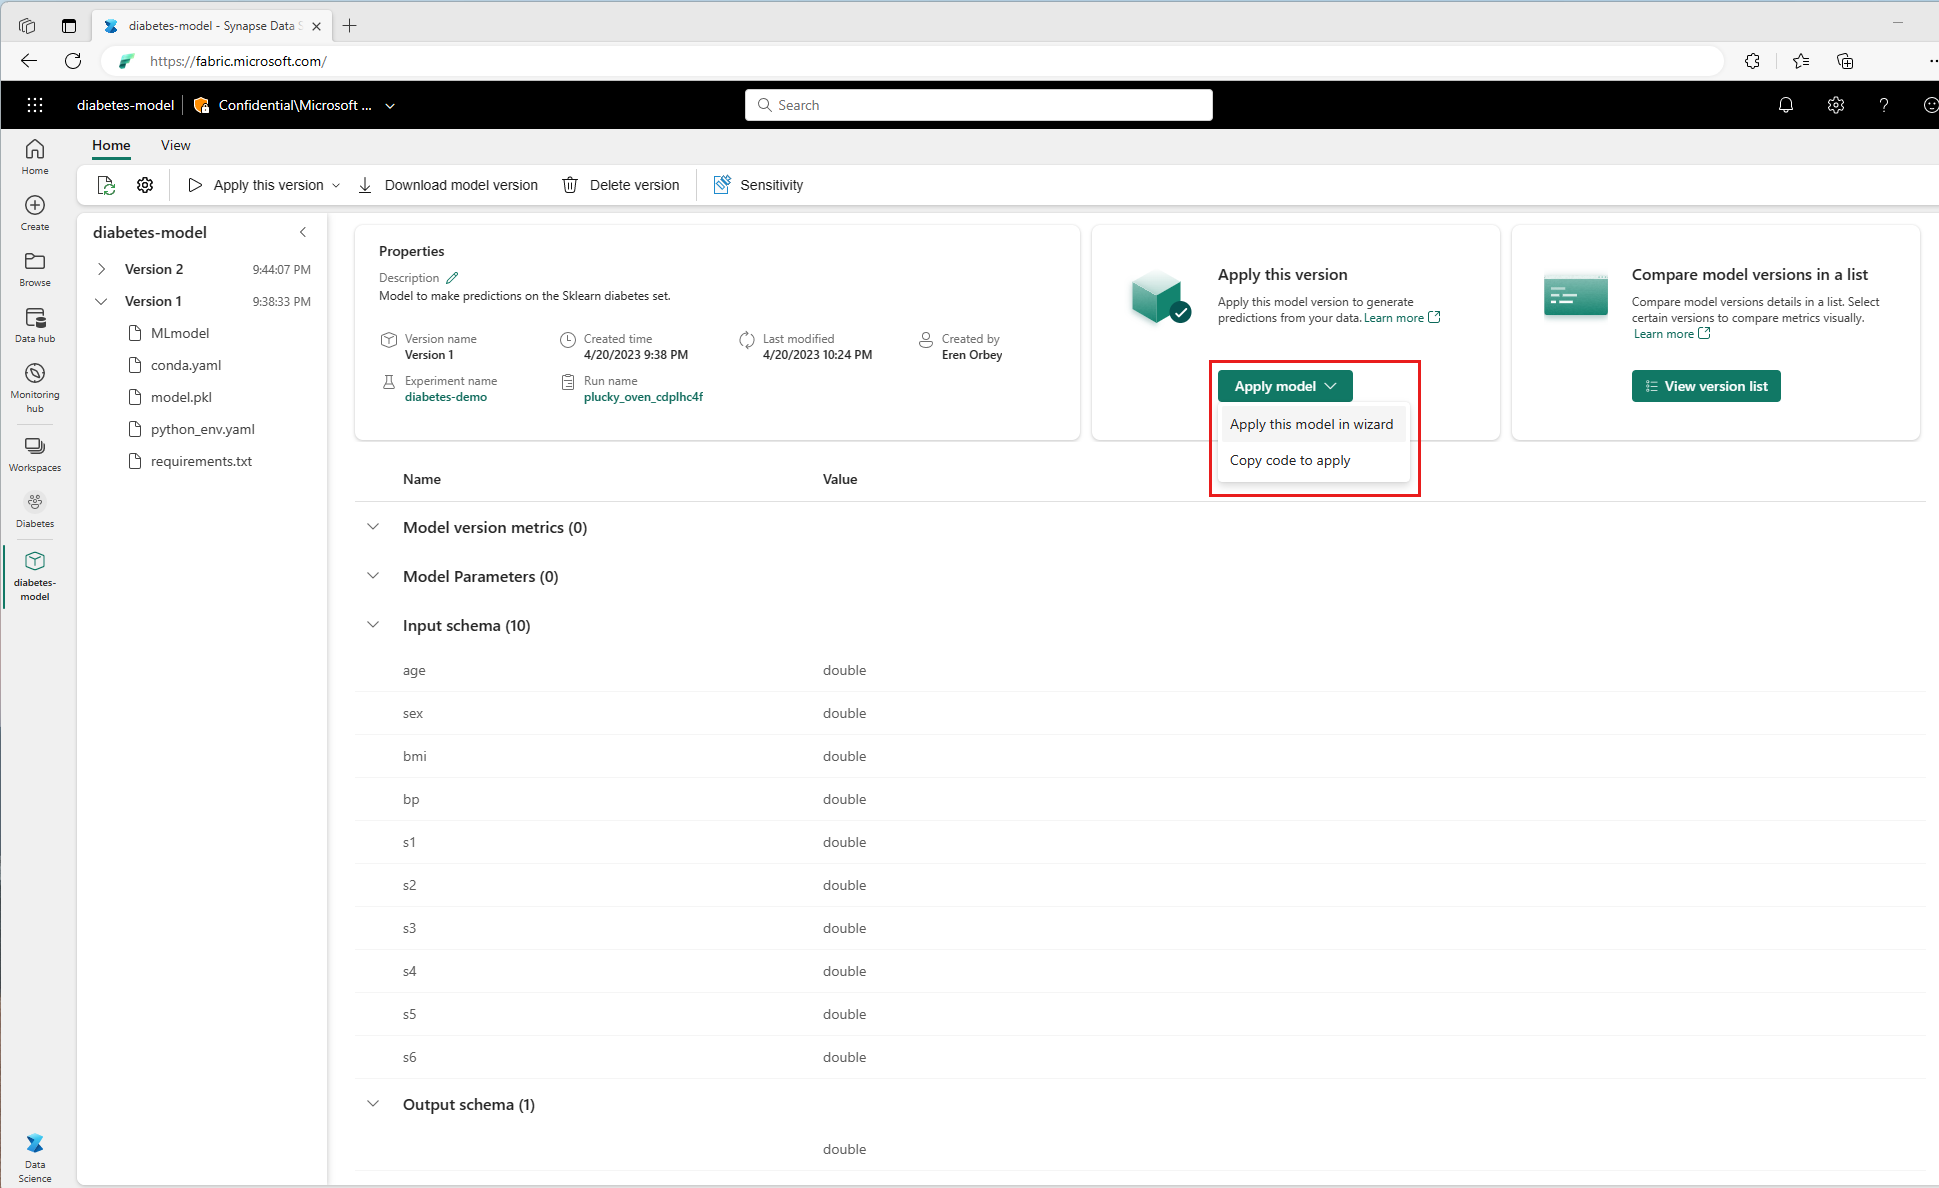 diabetes-model - Synapse Data S
https://fabric.microsoft.com/
diabetes-model
Confidential\Microsoft ...
Search
Home
View
Apply this version
Download model version
Delete version
Sensitivity
Home
Create
Browse
Data hub
Monitoring
hub
Workspaces
Diabetes
diabetes-
model
Data
Science
diabetes-model
Version 2 9:44:07 PM
Version 1 9:38:33 PM
MLmodel
conda.yaml
model.pkl
python_env.yaml
requirements.txt
Properties
Description
Model to make predictions on the Sklearn diabetes set.
Version name
Version 1
Created time
4/20/2023 9:38 PM
Last modified
4/20/2023 10:24 PM
Created by
Eren Orbey
Experiment name
diabetes-demo
Run name
plucky_oven_cdplhc4f
Apply this version
Apply this model version to generate
predictions from your data. Learn more
Apply model
Apply this model in wizard
Copy code to apply
Compare model versions in a list
Compare model versions details in a list. Select
certain versions to compare metrics visually.
Learn more
View version list
Name Value
Model version metrics (0)
Model Parameters (0)
Input schema (10)
age double
sex double
bmi double
bp double
s1 double
s2 double
s3 double
s4 double
s5 double
s6 double
Output schema (1)
double